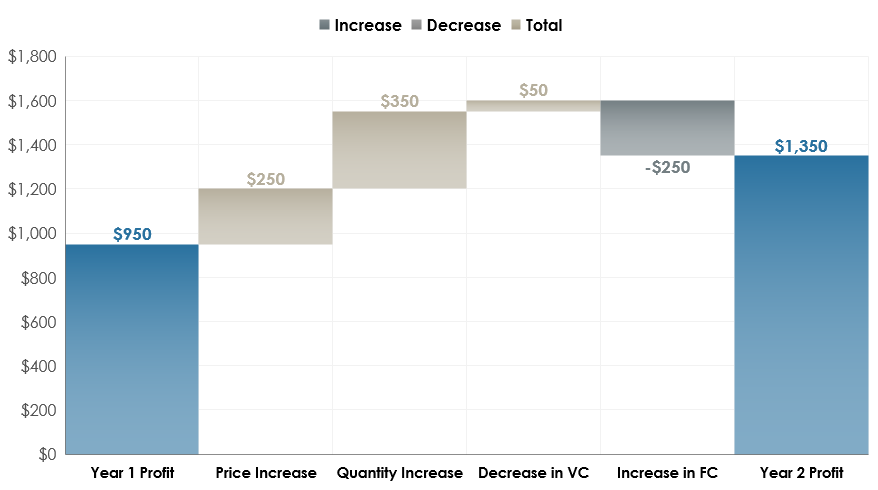 Increase Decrease Total
$1,800
$1,600
$1,400
$1,200
$1,000
$800
$600
$400
$200
$0
$950
$250
$350
$50
-$250
$1,350
Year 1 Profit
Price Increase
Quantity Increase
Decrease in VC
Increase in FC
Year 2 Profit